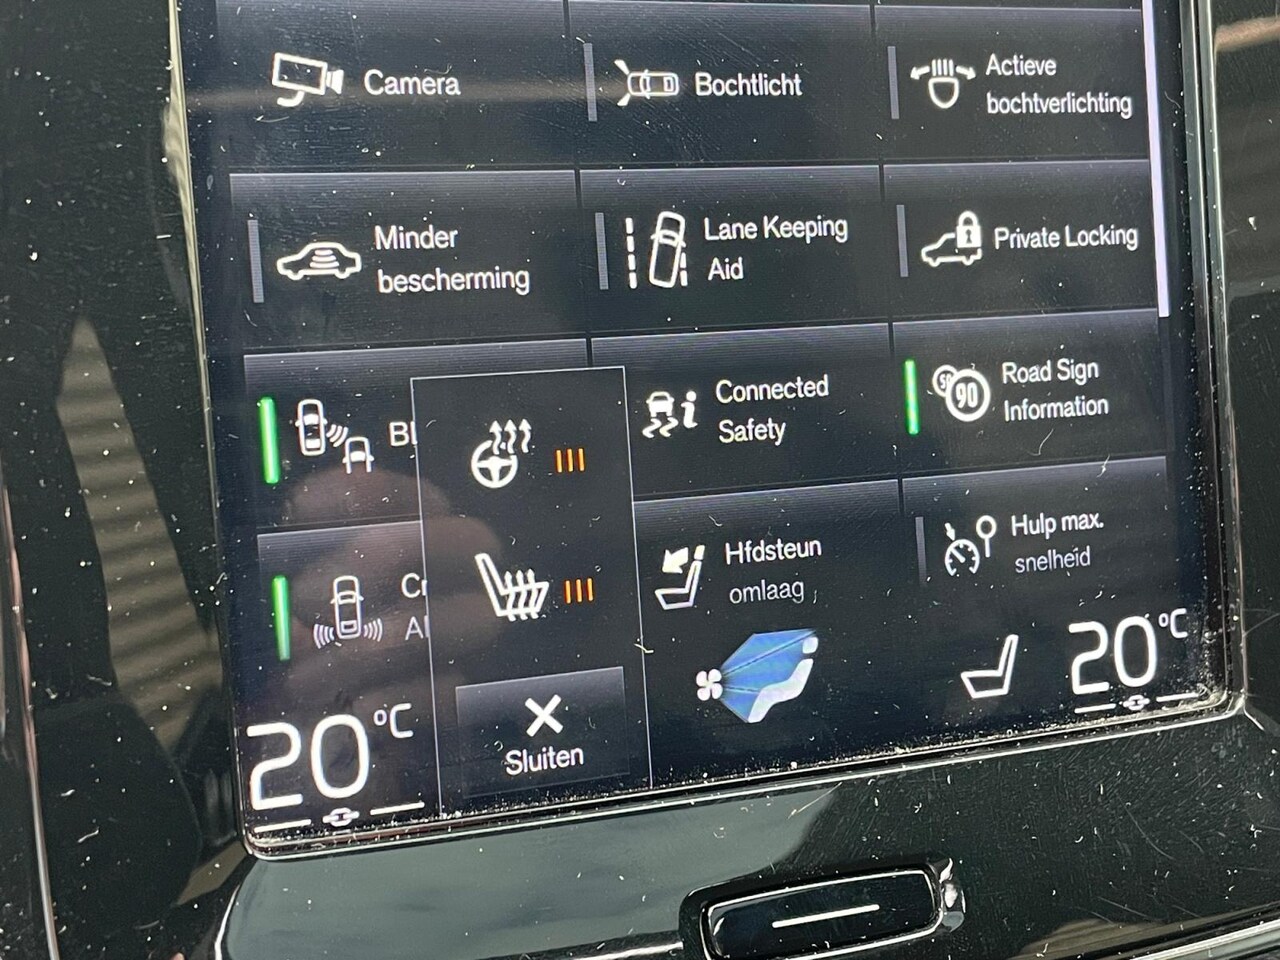 Camera
Bochtlicht
Actieve
bochtverlichting
Minder
bescherming
Lane Keeping
Aid
Private Locking
Connected
Safety
50
90
Road Sign
Information
Hfdsteun
omlaag
Hulp max.
snelheid
20°C
Sluiten
20°C